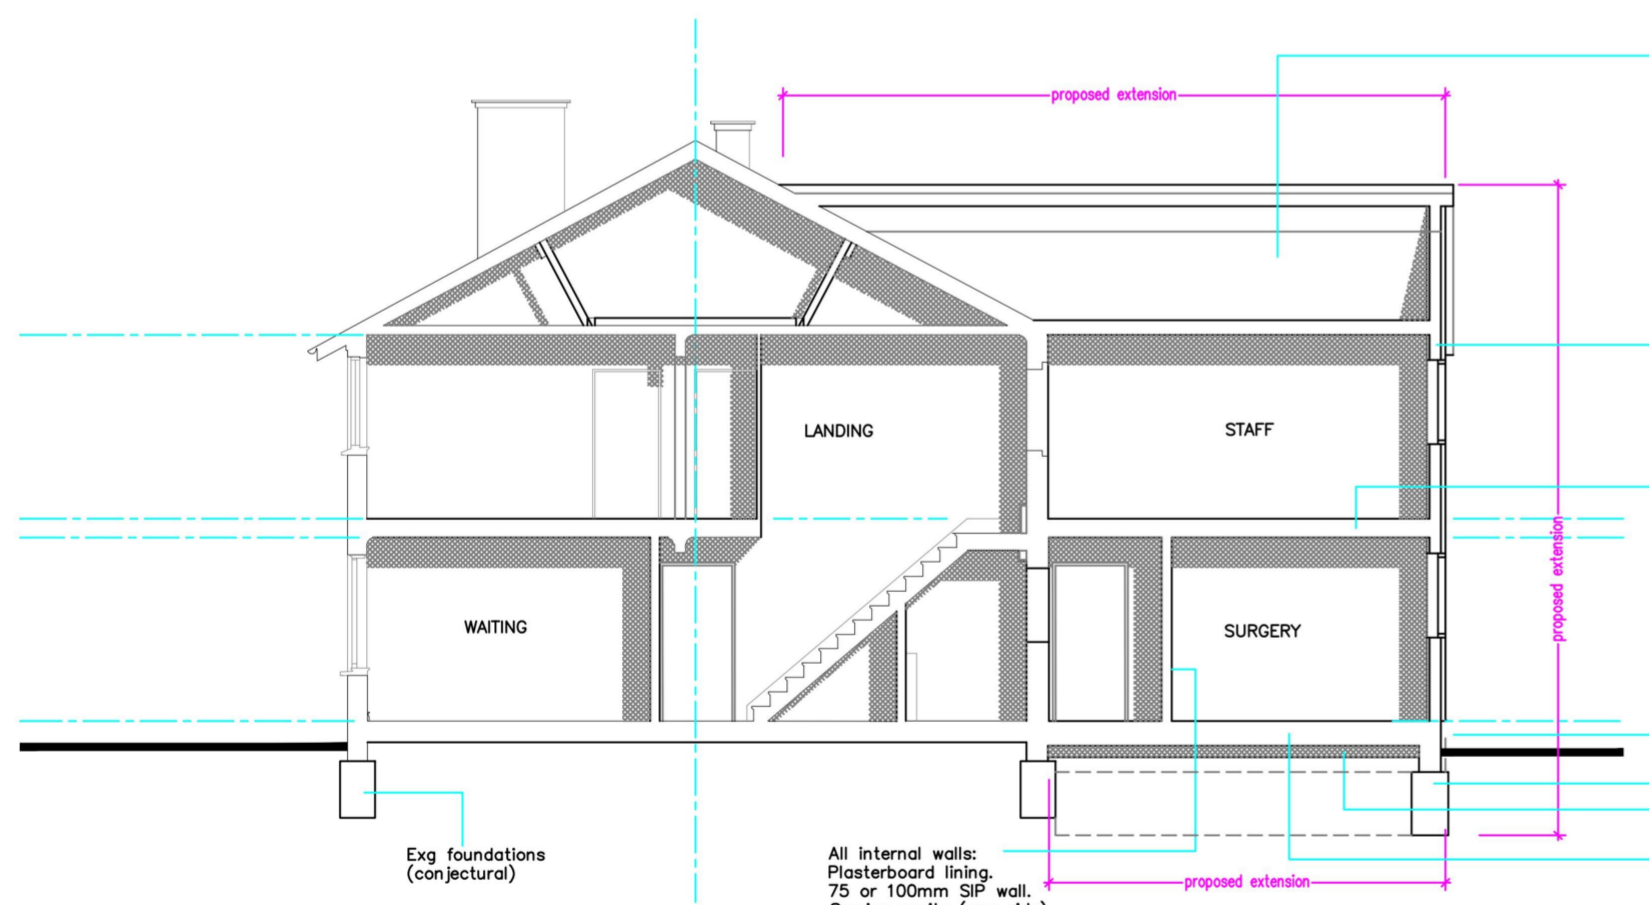 proposed extension
LANDING
STAFF
proposed extension
WAITING
SURGERY
Exg foundations
(conjectural)
All internal walls:
Plasterboard lining.
75 or 100mm SIP wall.
proposed extension